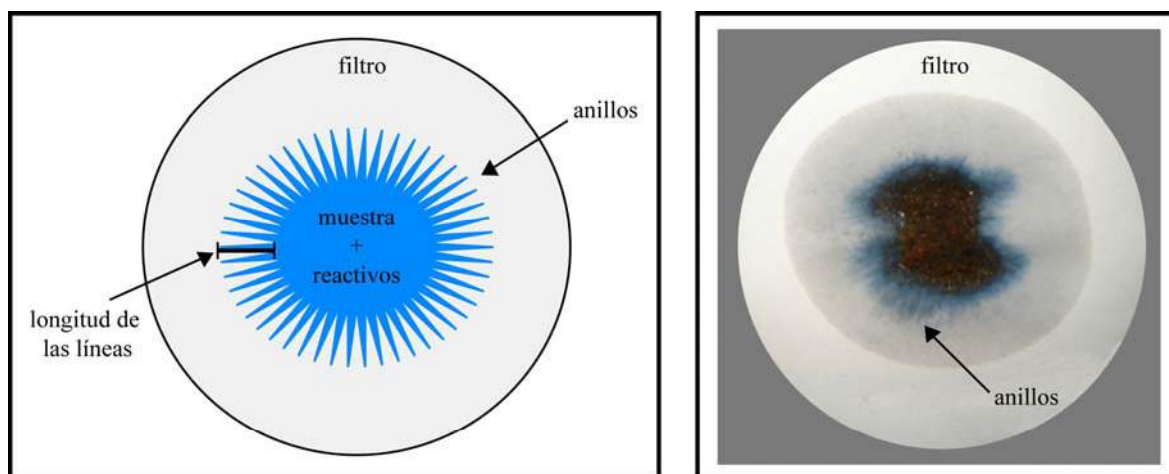 filtro
anillos
muestra
+
reactivos
longitud de
las líneas
filtro
anillos